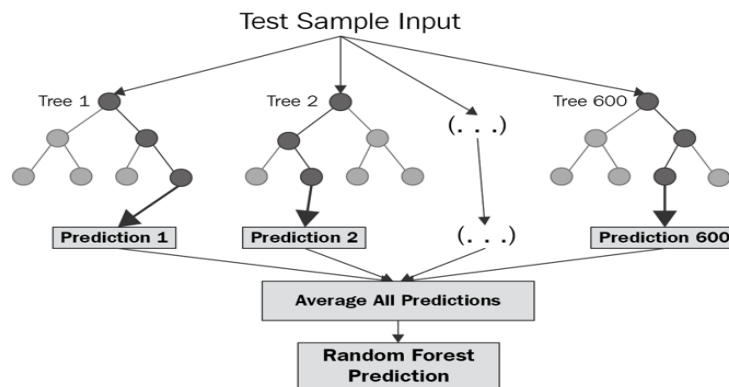 Test Sample Input
Tree 1
Tree 2
Tree 600
(. . .)
Prediction 1
Prediction 2
(. . .)
Prediction 600
Average All Predictions
Random Forest
Prediction